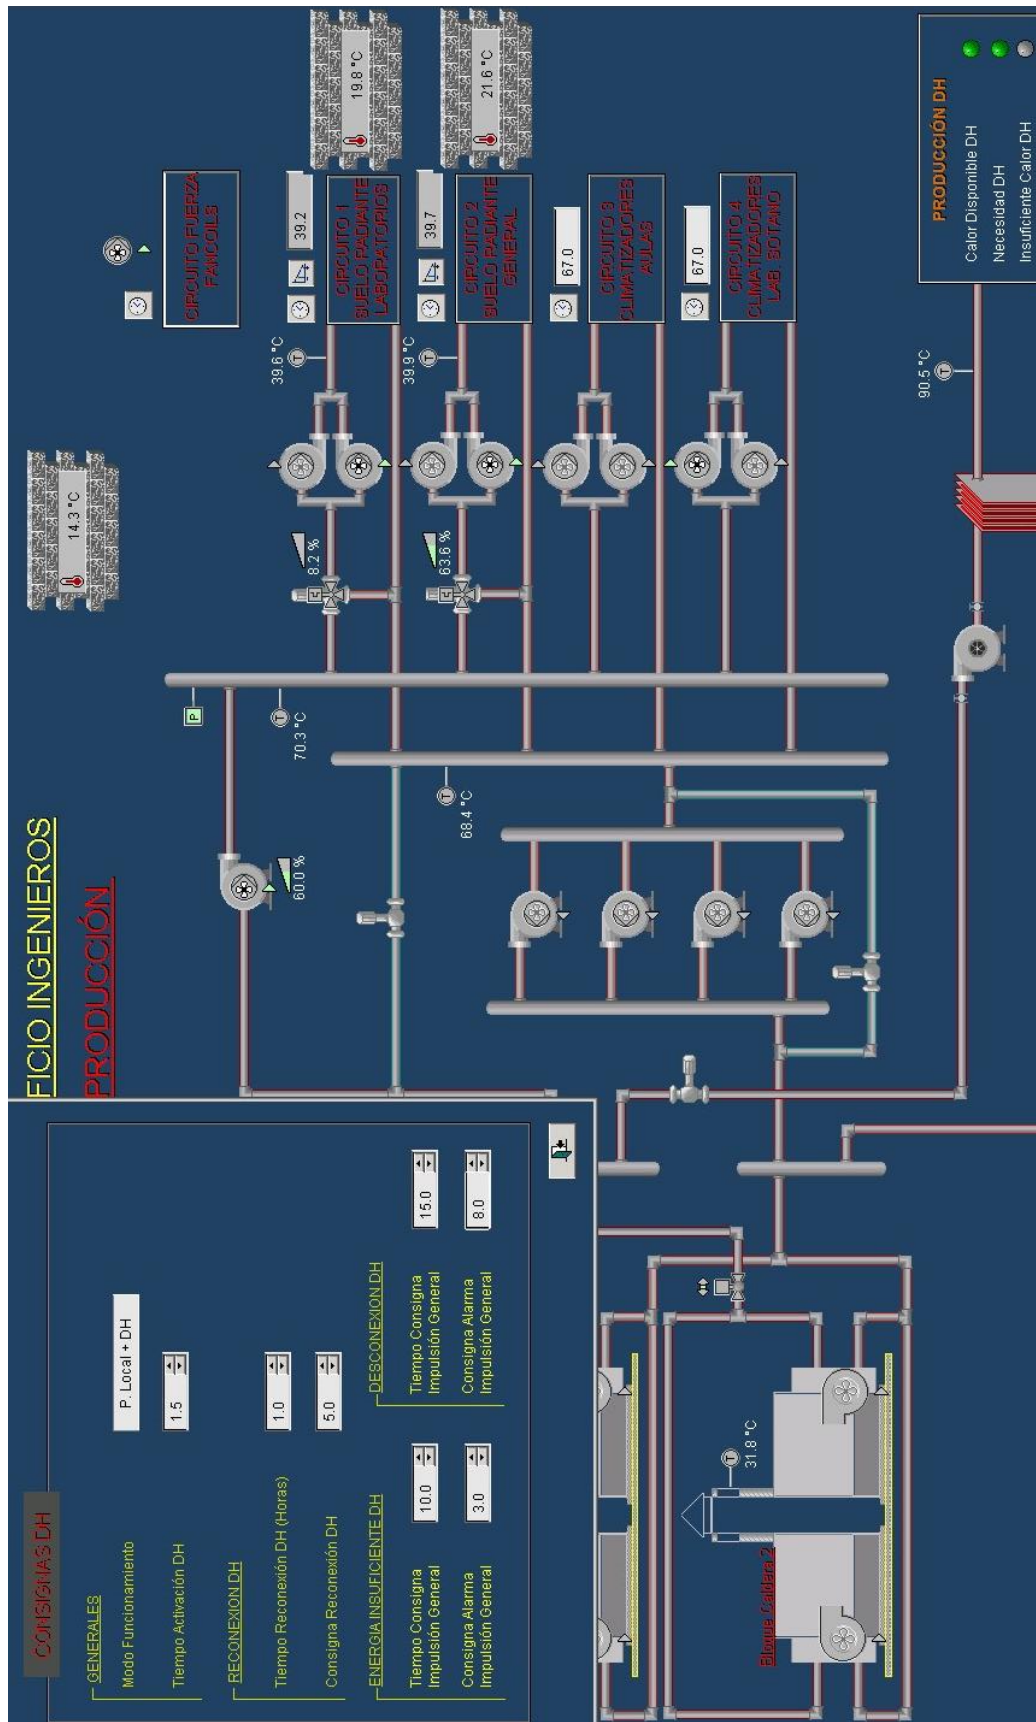 CONSIGNAS DH
GENERALES
Modo Funcionamiento
P. Local + DH
Tiempo Activación DH
1.5
RECONEXION DH
Tiempo Reconexión DH (Horas)
1.0
Consigna Reconexión DH
5.0
ENERGIA INSUFICIENTE DH
Tiempo Consigna
Impulsión General
10.0
Consigna Alarma
Impulsión General
3.0
DESCONEXION DH
Tiempo Consigna
Impulsión General
15.0
Consigna Alarma
Impulsión General
8.0
FICIO INGENIEROS
PRODUCCIÓN
14.3 °C
60.0 %
P
T
70.3 °C
T
68.4 °C
CIRCUITO FUERZA
FANCOILS
8.2 %
T
39.6 °C
39.2
CIRCUITO 1
SUELO RADIANTE
LABORATORIOS
19.8 °C
63.6 %
T
39.9 °C
39.7
CIRCUITO 2
SUELO RADIANTE
GENERAL
21.6 °C
67.0
CIRCUITO 3
CLIMATIZADORES
AULAS
67.0
CIRCUITO 4
CLIMATIZADORES
LAB. SOTANO
Bloque Caldera 2
T
31.8 °C
T
90.5 °C
PRODUCCIÓN DH
Calor Disponible DH
Necesidad DH
Insuficiente Calor DH